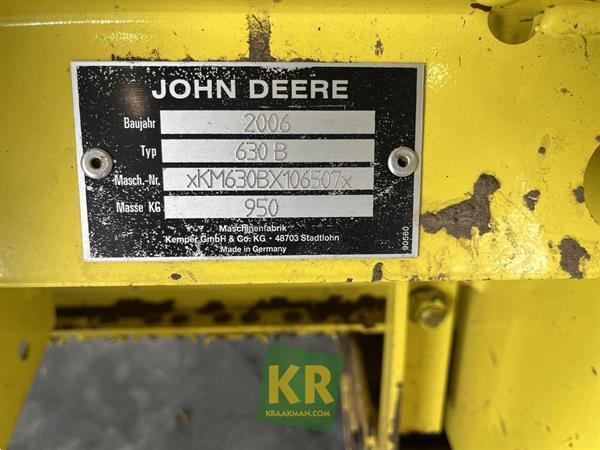 JOHN DEERE
Baujahr 2006
Typ 630 B
Masch.-Nr. xKM630BX106507x
Masse KG 950
Maschinenfabrik
Kemper GmbH & Co: KG · 48703 Stadtlohn
Made in Germany
90560
KR
KRAAKMAN.COM